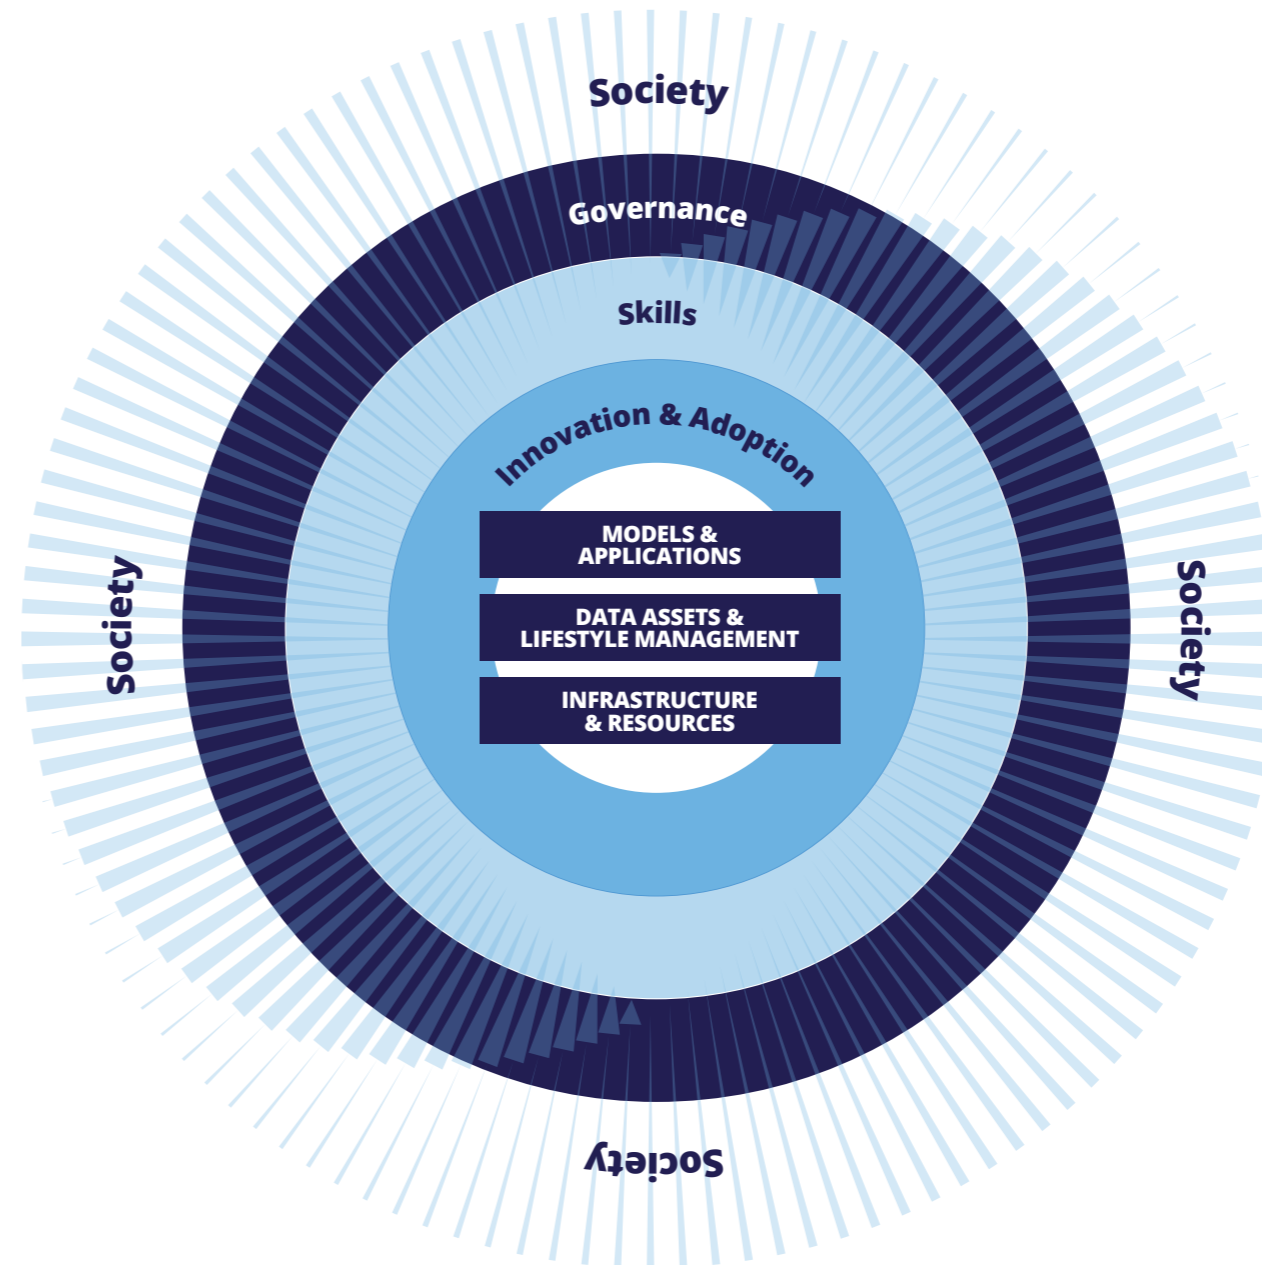 Society
Governance
Skills
Innovation & Adoption
MODELS &
APPLICATIONS
DATA ASSETS &
LIFESTYLE MANAGEMENT
INFRASTRUCTURE
& RESOURCES
Society
Society
Society